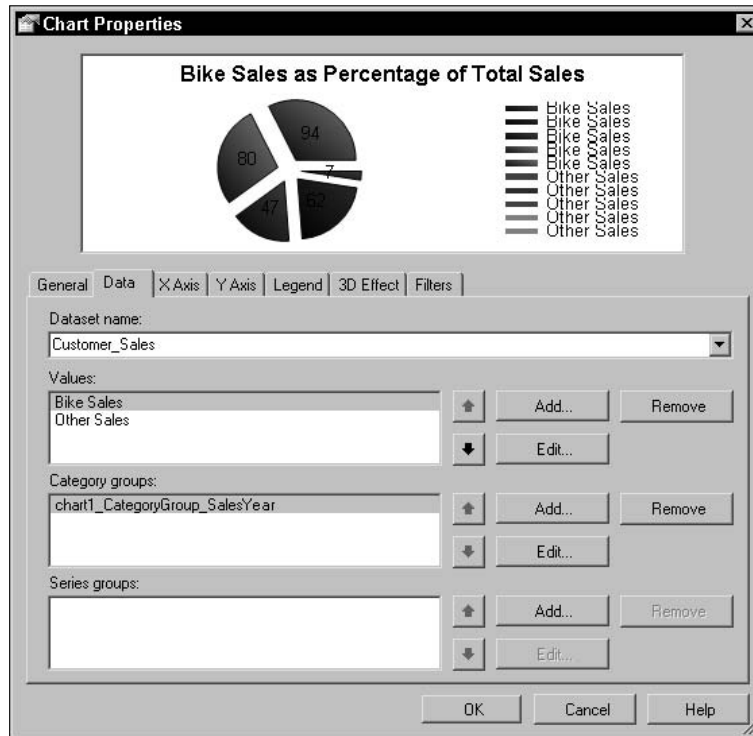 Chart Properties
Bike Sales as Percentage of Total Sales
94
80
7
47
62
Bike Sales
Bike Sales
Bike Sales
Bike Sales
Bike Sales
Other Sales
Other Sales
Other Sales
Other Sales
Other Sales
General Data X Axis Y Axis Legend 3D Effect Filters
Dataset name:
Customer_Sales
Values:
Bike Sales
Other Sales
Add... Remove
Edit...
Category groups:
chart1_CategoryGroup_SalesYear
Add... Remove
Edit...
Series groups:
Add... Remove
Edit...
OK Cancel Help